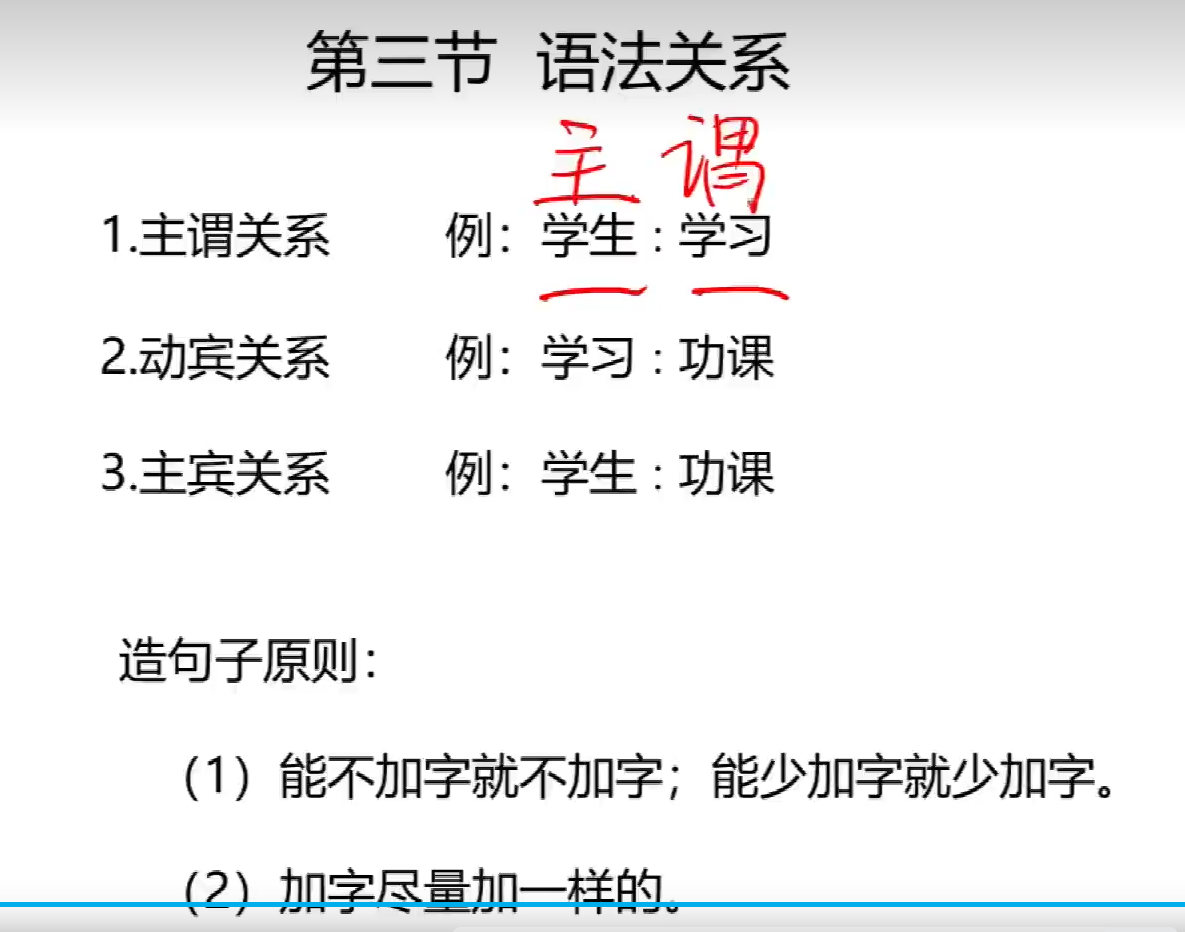 第三节 语法关系
主 谓
1.主谓关系 例：学生：学习
2.动宾关系 例：学习：功课
3.主宾关系 例：学生：功课
造句子原则：
（1）能不加字就不加字；能少加字就少加字。
（2）加字尽量加一样的。